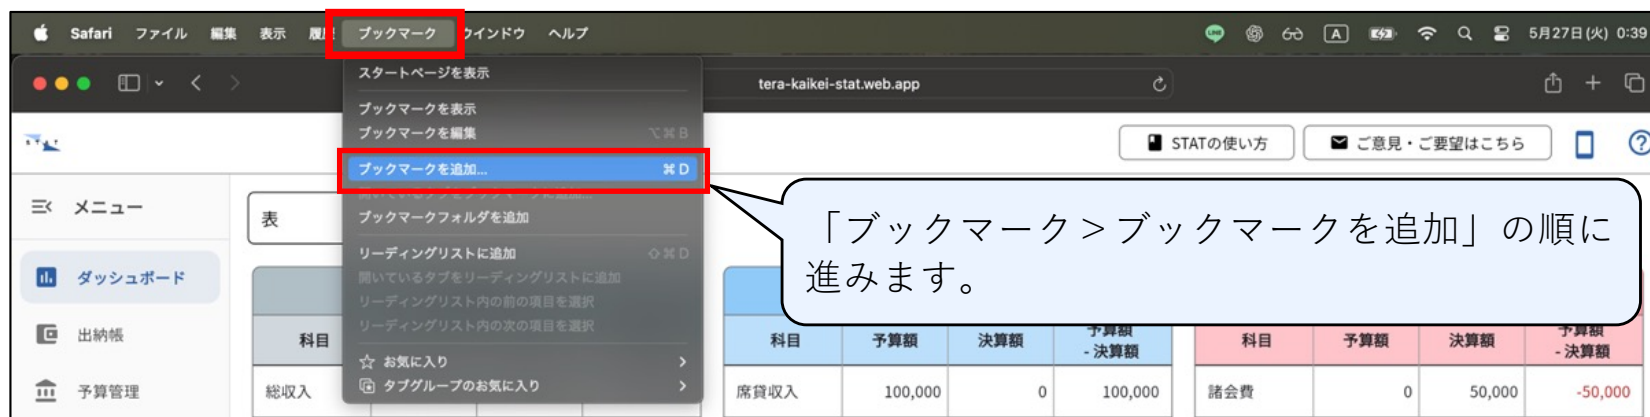 Safari ファイル 編集 表示 履歴 ブックマーク ウインドウ ヘルプ
A 5月27日(火) 0:39
tera-kaikei-stat.web.app
スタートページを表示
ブックマークを表示
ブックマークを編集 ⌥⌘B
ブックマークを追加... ⌘D
ブックマークフォルダを追加
リーディングリストに追加 ⇧⌘D
開いているタブをリーディングリストに追加
リーディングリスト内の前の項目を選択
リーディングリスト内の次の項目を選択
お気に入り
タブグループのお気に入り
STAT
STATの使い方
ご意見・ご要望はこちら
メニュー
ダッシュボード
出納帳
予算管理
表
「ブックマーク>ブックマークを追加」の順に
進みます。
科目
総収入
科目 予算額 決算額 予算額
- 決算額
席貸収入 100,000 0 100,000
科目 予算額 決算額 予算額
- 決算額
諸会費 0 50,000 -50,000